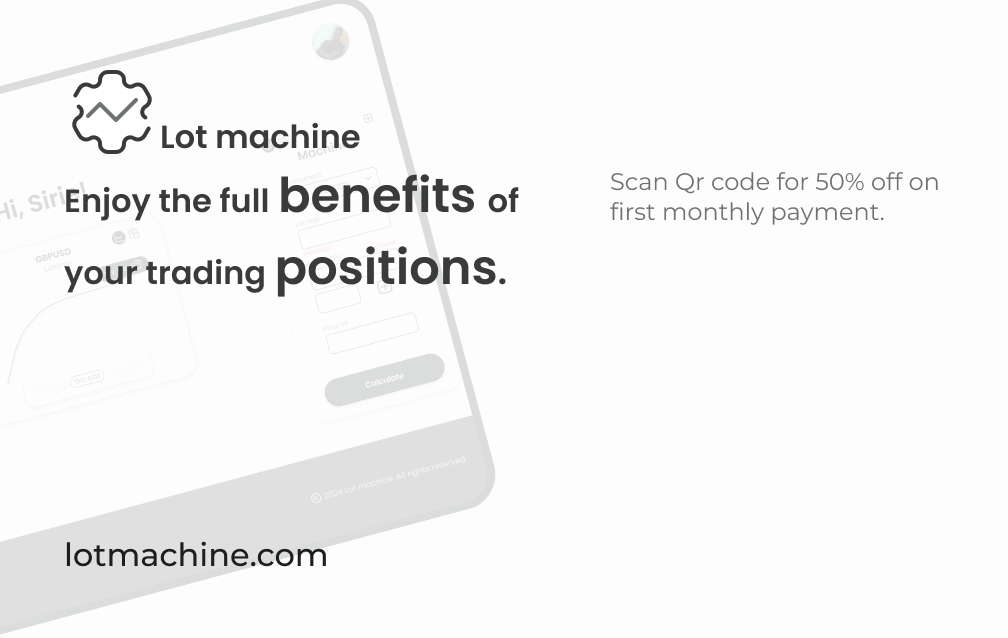 Lot machine
Enjoy the full benefits of
your trading positions.
Scan Qr code for 50% off on
first monthly payment.
Hi, Siri
GBPUSD
Calculate
© 2024 Lot machine. All rights reserved.
lotmachine.com